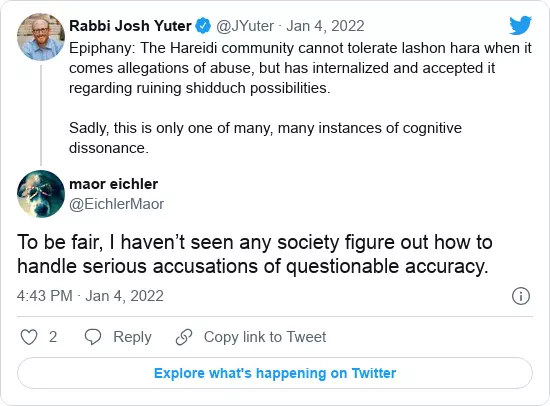 Rabbi Josh Yuter @JYuter · Jan 4, 2022
Epiphany: The Hareidi community cannot tolerate lashon hara when it
comes allegations of abuse, but has internalized and accepted it
regarding ruining shidduch possibilities.
Sadly, this is only one of many, many instances of cognitive
dissonance.
maor eichler
@EichlerMaor
To be fair, I haven’t seen any society figure out how to
handle serious accusations of questionable accuracy.
4:43 PM · Jan 4, 2022
2 Reply Copy link to Tweet
Explore what's happening on Twitter